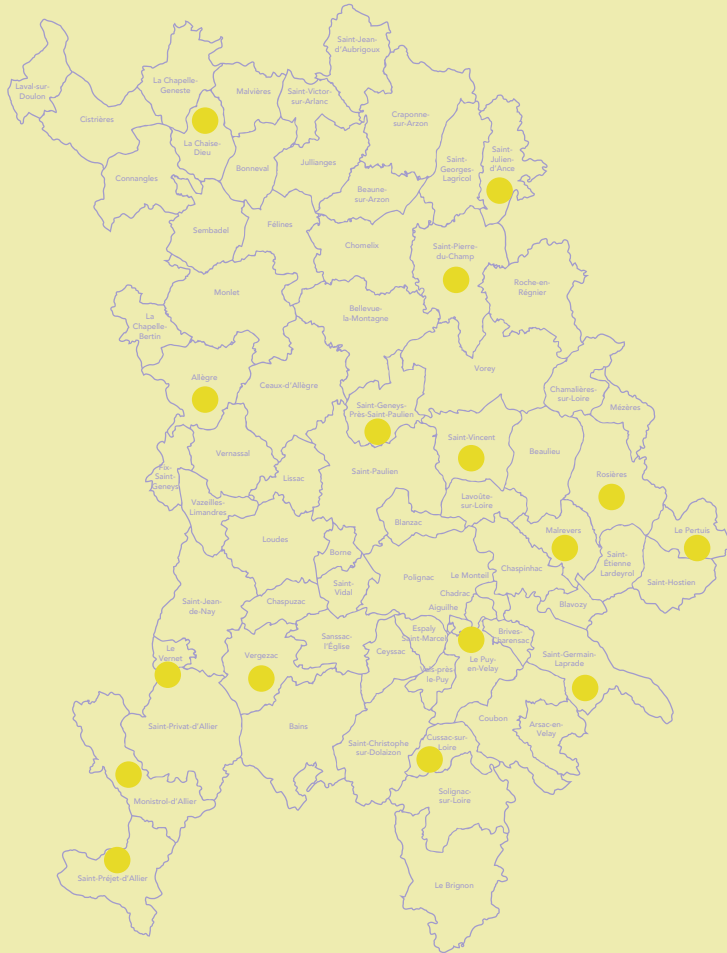 Saint-Jean-
d'Aubrigoux
Laval-sur-
Doulon
La Chapelle-
Geneste
Malvières
Saint-Victor-
sur-Arlanc
Cistrières
Craponne-
sur-Arzon
La Chaise-
Dieu
Saint-
Julien-
d'Ance
Connangles
Bonneval
Jullianges
Saint-
Georges-
Lagricol
Beaune-
sur-Arzon
Sembadel
Félines
Chomelix
Saint-Pierre-
du-Champ
Monlet
Roche-en-
Régnier
La
Chapelle-
Bertin
Bellevue-
la-Montagne
Allègre
Ceaux-d'Allègre
Vorey
Chamalières-
sur-Loire
Mézères
Saint-Geneys-
Près-Saint-Paulien
Saint-Vincent
Beaulieu
Vernassal
Fix-
Saint-
Geneys
Lissac
Saint-Paulien
Rosières
Vazeilles-
Limandres
Lavoûte-
sur-Loire
Blanzac
Malrevers
Le Pertuis
Loudes
Borne
Polignac
Le Monteil
Chaspinhac
Saint-
Étienne
Lardeyrol
Saint-Hostien
Saint-
Vidal
Chadrac
Saint-Jean-
de-Nay
Chaspuzac
Aiguilhe
Blavozy
Sanssac-
l'Église
Espaly
Saint-Marcel
Brives-
Charensac
Le
Vernet
Vergezac
Ceyssac
Vals-près-
le-Puy
Le Puy-
en-Velay
Saint-Germain-
Laprade
Saint-Privat-d'Allier
Bains
Saint-Christophe
sur-Dolaizon
Cussac-sur-
Loire
Coubon
Arsac-en-
Velay
Monistrol-d'Allier
Solignac-
sur-Loire
Saint-Préjet-d'Allier
Le Brignon